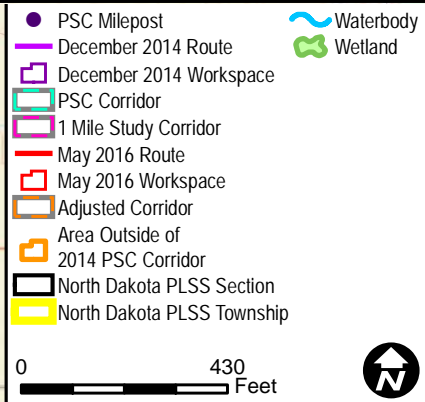 PSC Milepost
December 2014 Route
December 2014 Workspace
PSC Corridor
1 Mile Study Corridor
May 2016 Route
May 2016 Workspace
Adjusted Corridor
Area Outside of
2014 PSC Corridor
North Dakota PLSS Section
North Dakota PLSS Township
Waterbody
Wetland
0 430
Feet
N